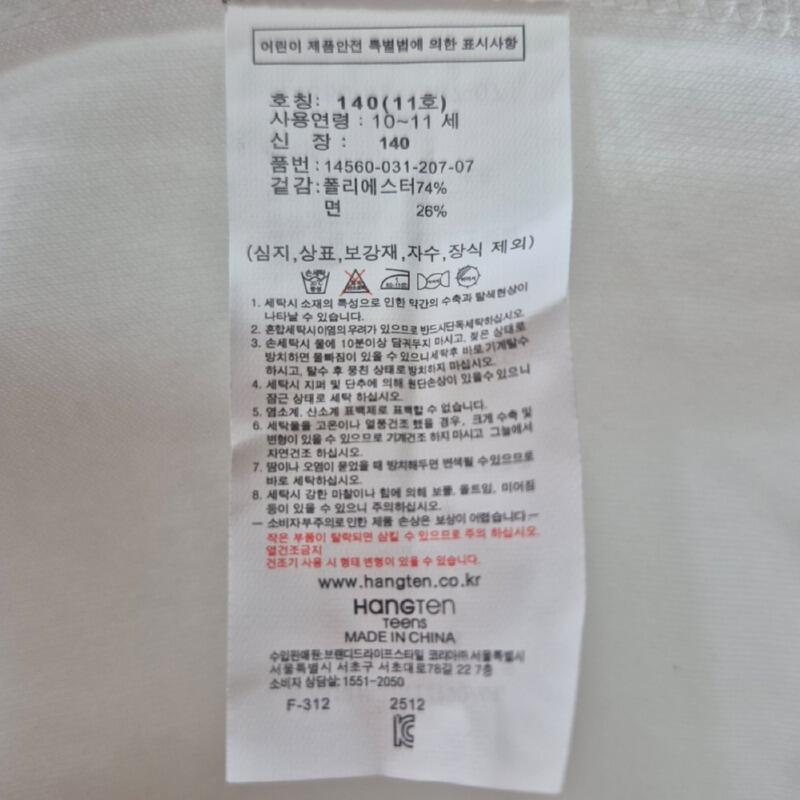 어린이 제품안전 특별법에 의한 표시사항
호칭: 140(11호)
사용연령 : 10~11 세
신 장 : 140
품번 : 14560-031-207-07
겉감 : 폴리에스터74%
면 26%
(심지,상표,보강재,자수,장식 제외)
1. 세탁시 소재의 특성으로 인한 약간의 수축과 탈색현상이
나타날 수 있습니다.
2. 혼합세탁시 이염의 우려가 있으므로 반드시 단독세탁하십시오.
3. 손세탁시 물에 10분이상 담궈두지 마시고, 젖은 상태로
방치하면 물빠짐이 있을 수 있으니 세탁후 바로 기계탈수
하시고, 탈수 후 뭉친 상태로 방치하지 마십시오.
4. 세탁시 지퍼 및 단추에 의해 원단손상이 있을수 있으니
잠근 상태로 세탁 하십시오.
5. 염소계, 산소계 표백제로 표백할 수 없습니다.
6. 세탁물을 고온이나 열풍건조 했을 경우, 크게 수축 및
변형이 있을 수 있으므로 기계건조 하지 마시고 그늘에서
자연건조 하십시오.
7. 땀이나 오염이 묻었을 때 방치해두면 변색될 수있으므로
바로 세탁하십시오.
8. 세탁시 강한 마찰이나 힘에 의해 보풀, 올트임, 미어짐
등이 있을 수 있으니 주의하십시오.
— 소비자 부주의로 인한 제품 손상은 보상이 어렵습니다 —
작은 부품이 탈락되면 삼킬 수 있으므로 주의 하십시오.
열건조금지
건조기 사용 시 형태 변형이 있을 수 있습니다.
www.hangten.co.kr
HANGTEN
Teens
MADE IN CHINA
수입판매원:브랜디드라이프스타일 코리아㈜ 서울특별시
서울특별시 서초구 서초대로78길 22 7층
소비자 상담실: 1551-2050
F-312 2512
KC